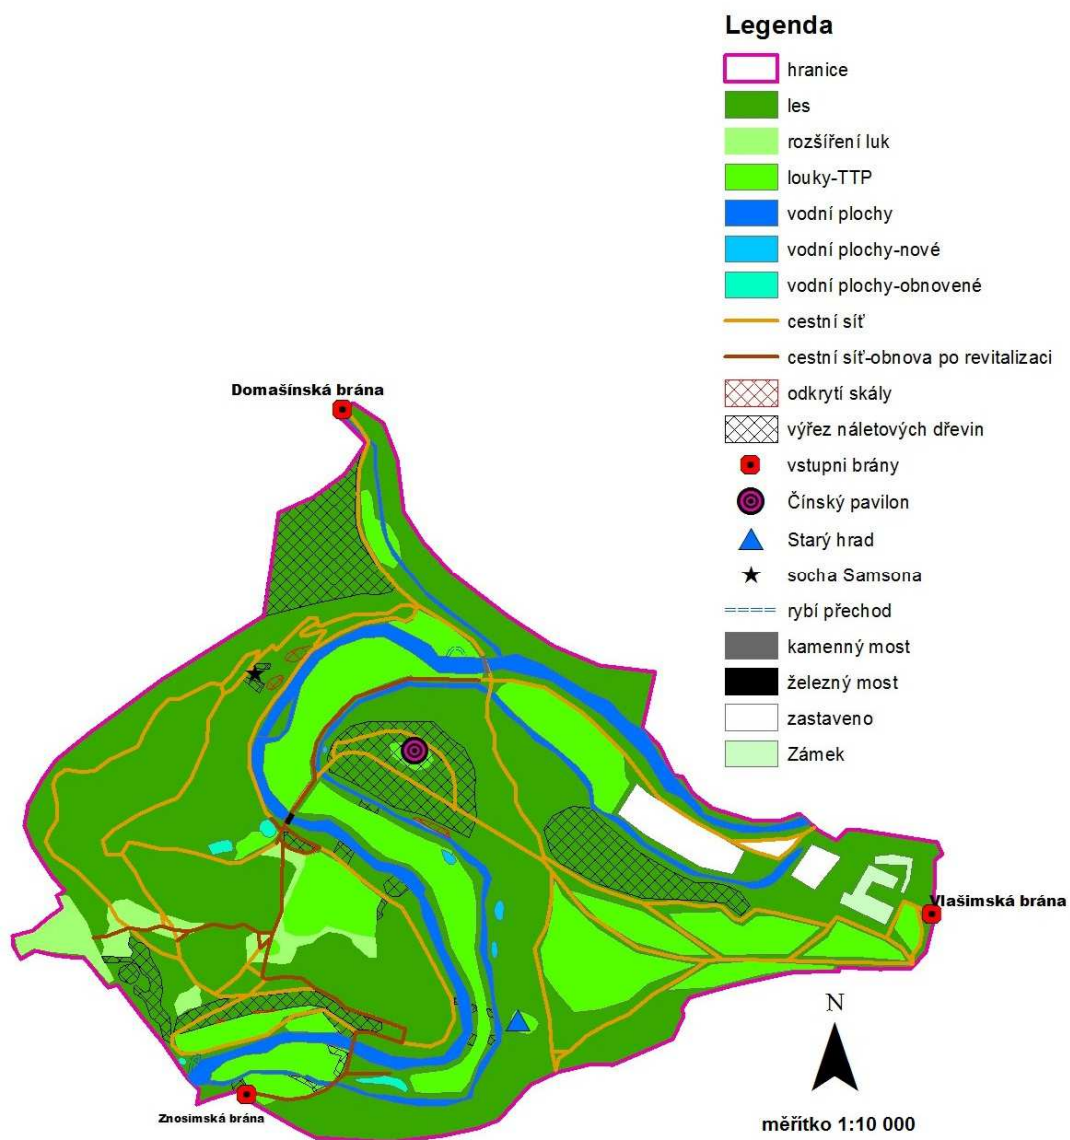 Legenda
hranice
les
rozšíření luk
louky-TTP
vodní plochy
vodní plochy-nové
vodní plochy-obnovené
cestní síť
cestní síť-obnova po revitalizaci
odkrytí skály
výřez náletových dřevin
vstupni brány
Čínský pavilon
Starý hrad
socha Samsona
rybí přechod
kamenný most
železný most
zastaveno
Zámek
Domašínská brána
Vlašimská brána
Znosimská brána
N
měřítko 1:10 000